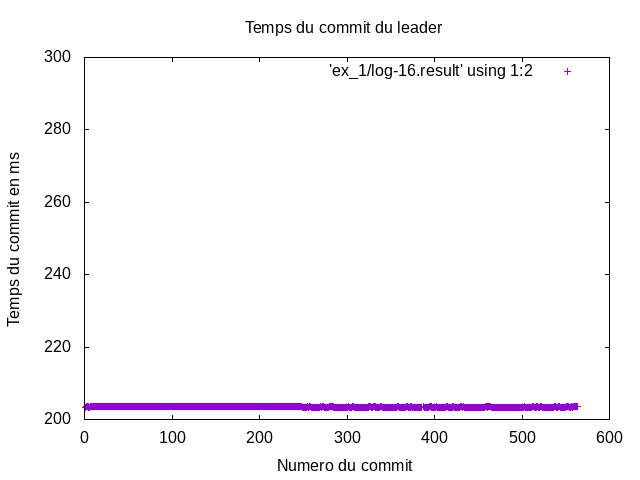 Temps du commit du leader
300
'ex_1/log-16.result' using 1:2
280
260
240
220
200
Temps du commit en ms
0 100 200 300 400 500 600
Numero du commit